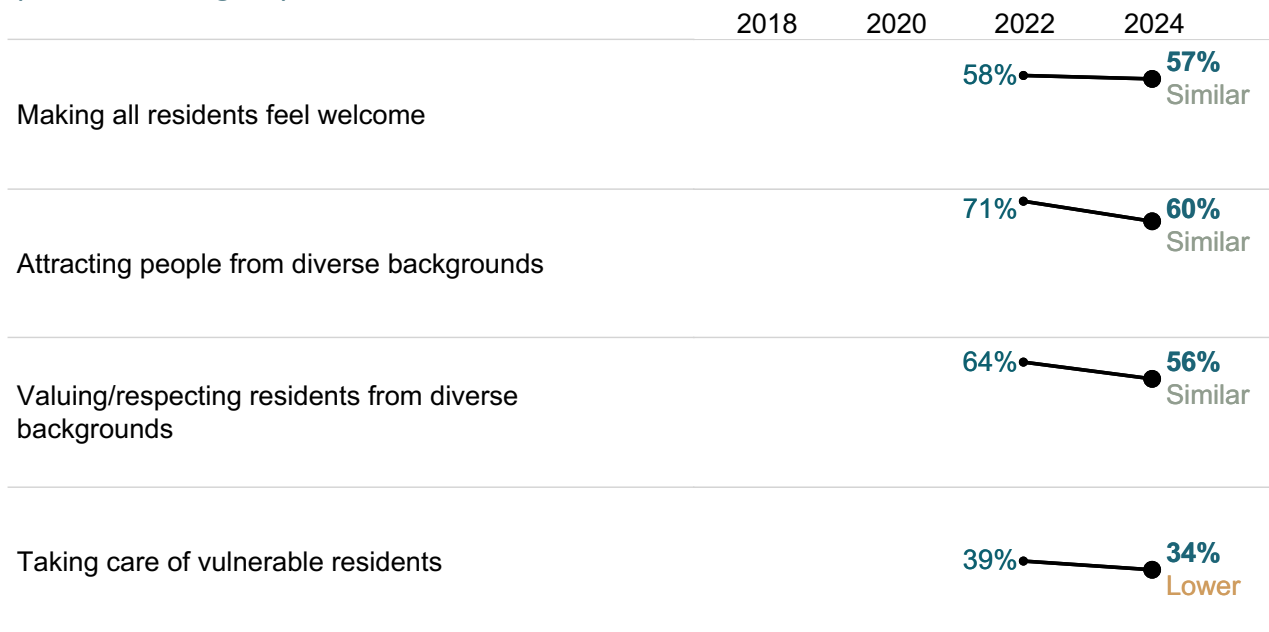 2018 2020 2022 2024
Making all residents feel welcome
58%
57%
Similar
Attracting people from diverse backgrounds
71%
60%
Similar
Valuing/respecting residents from diverse
backgrounds
64%
56%
Similar
Taking care of vulnerable residents
39%
34%
Lower